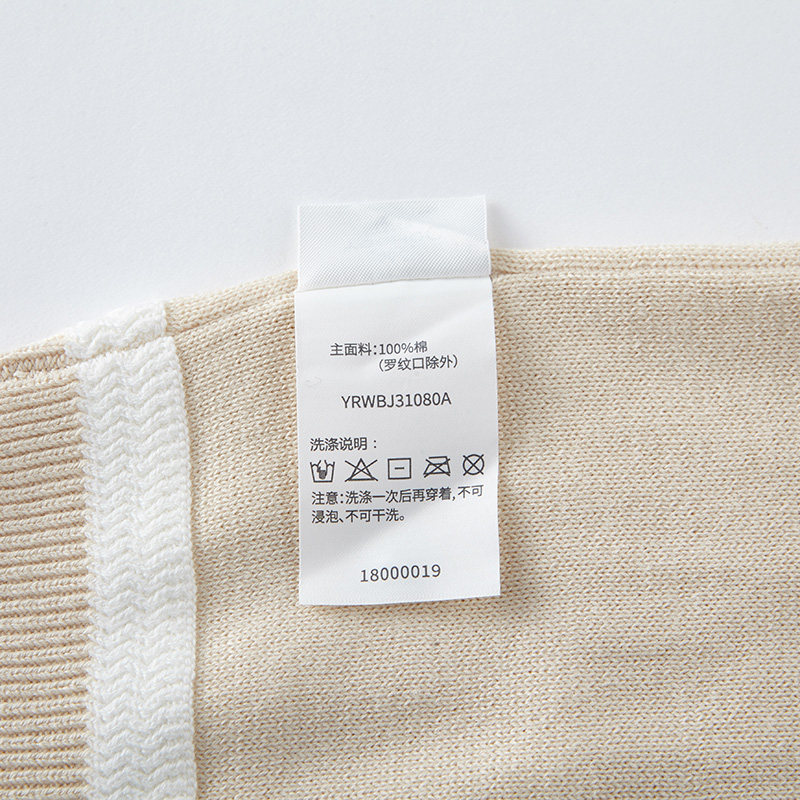 主面料:100%棉
(罗纹口除外)
YRWBJ31080A
洗涤说明:
注意:洗涤一次后再穿着,不可
浸泡、不可干洗。
18000019